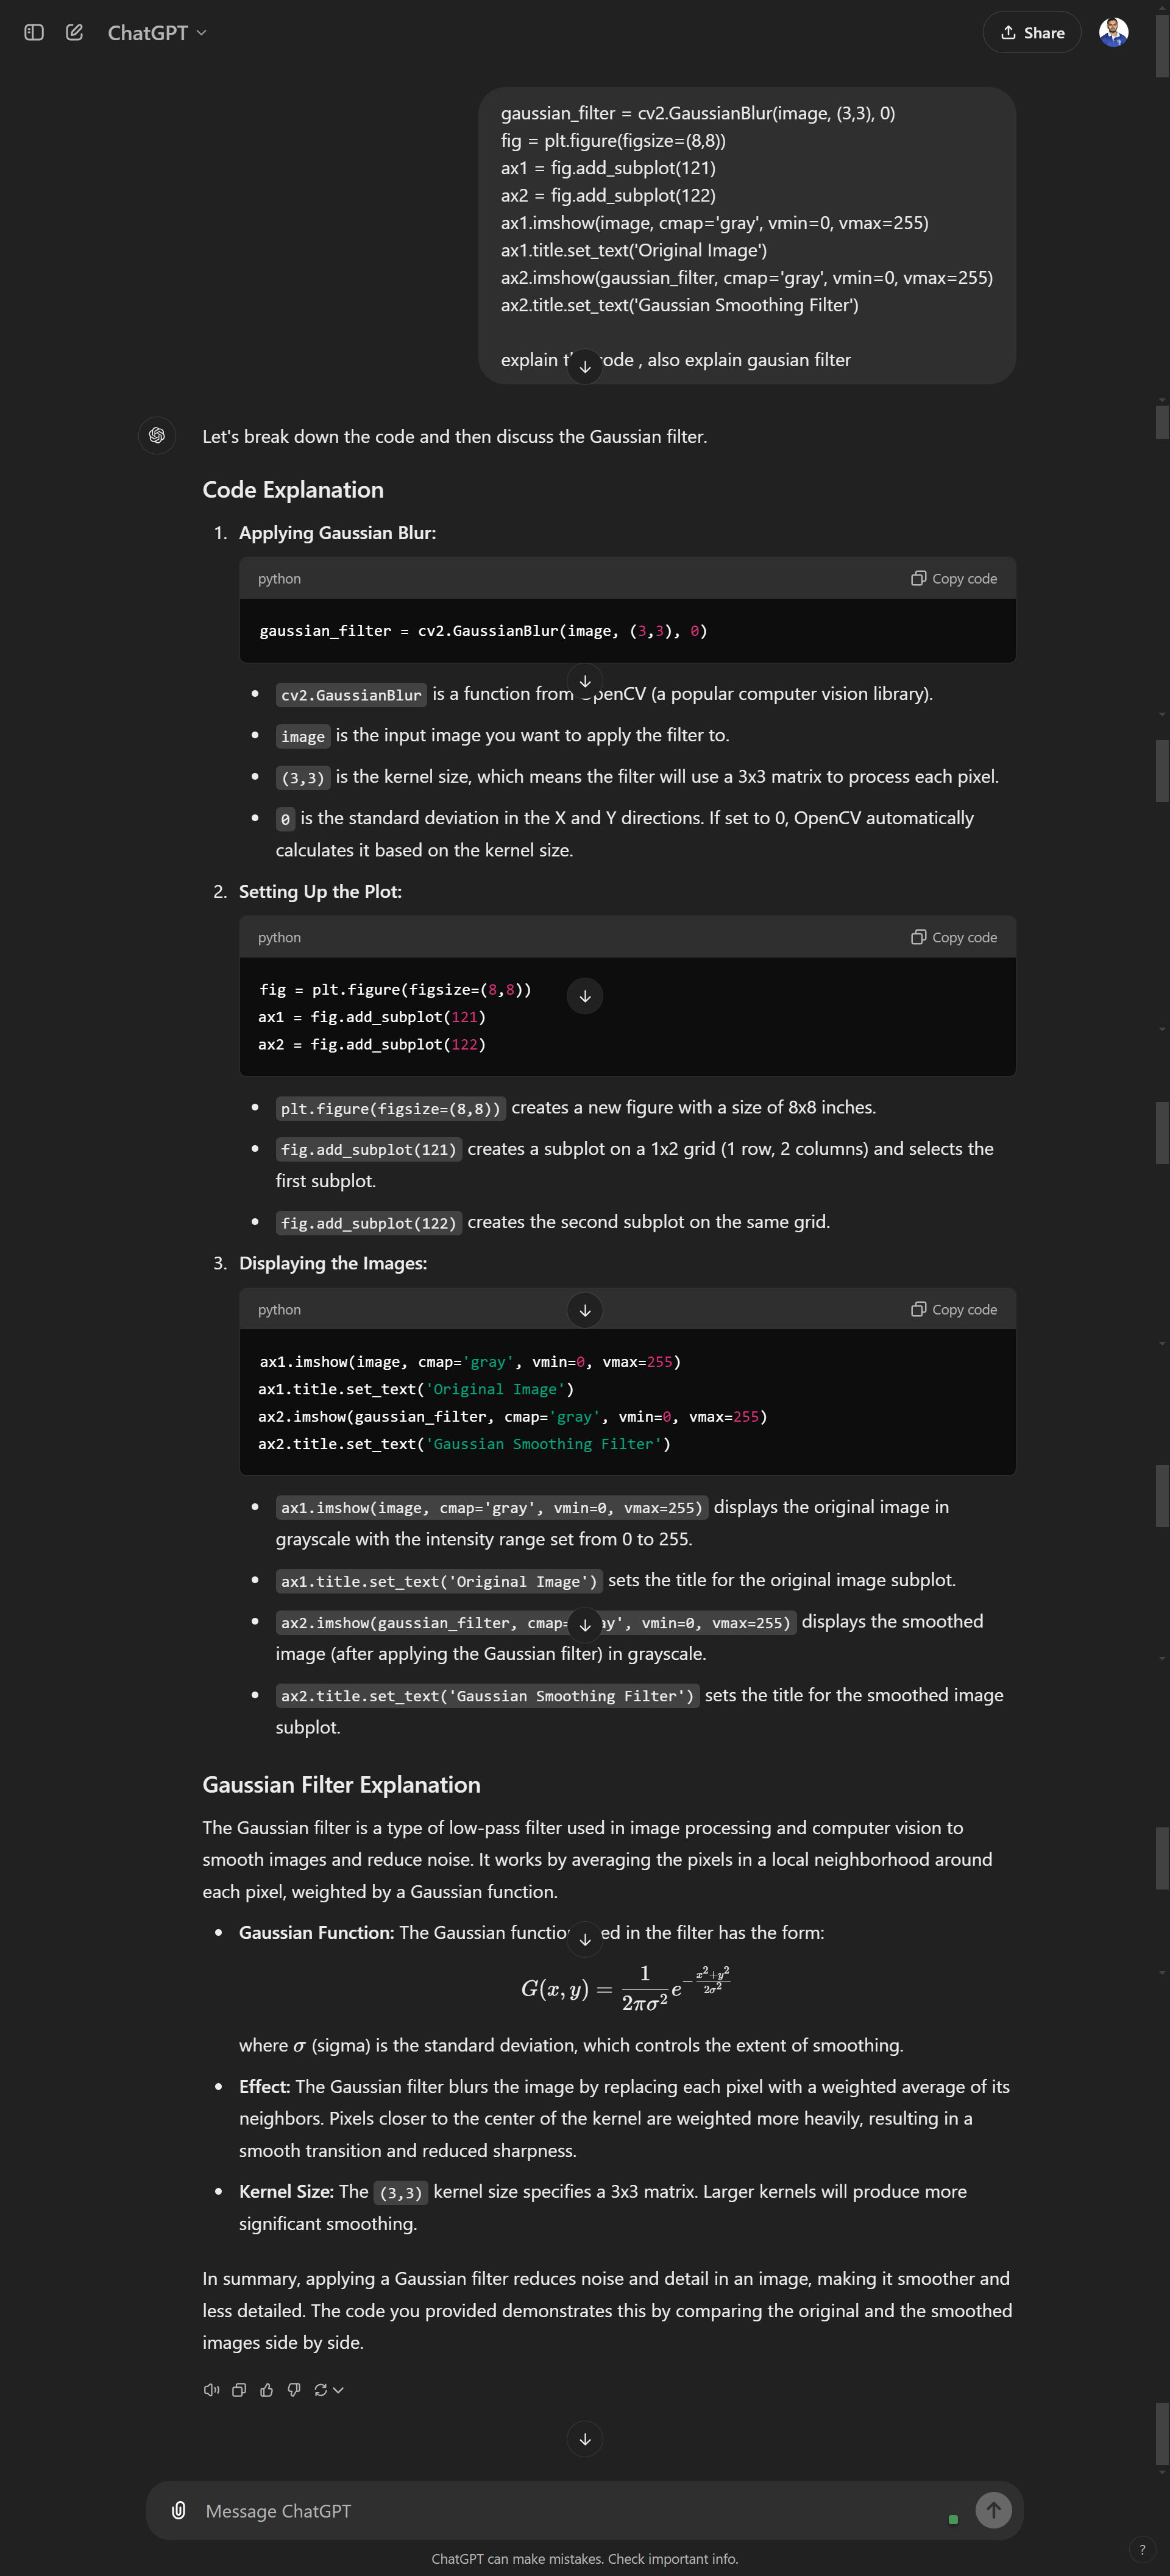 ChatGPT
Share
gaussian_filter = cv2.GaussianBlur(image, (3,3), 0)
fig = plt.figure(figsize=(8,8))
ax1 = fig.add_subplot(121)
ax2 = fig.add_subplot(122)
ax1.imshow(image, cmap='gray', vmin=0, vmax=255)
ax1.title.set_text('Original Image')
ax2.imshow(gaussian_filter, cmap='gray', vmin=0, vmax=255)
ax2.title.set_text('Gaussian Smoothing Filter')
explain code , also explain gausian filter
Let's break down the code and then discuss the Gaussian filter.
Code Explanation
1. Applying Gaussian Blur:
python Copy code
gaussian_filter = cv2.GaussianBlur(image, (3,3), 0)
• cv2.GaussianBlur is a function from OpenCV (a popular computer vision library).
• image is the input image you want to apply the filter to.
• (3,3) is the kernel size, which means the filter will use a 3x3 matrix to process each pixel.
• 0 is the standard deviation in the X and Y directions. If set to 0, OpenCV automatically
calculates it based on the kernel size.
2. Setting Up the Plot:
python Copy code
fig = plt.figure(figsize=(8,8))
ax1 = fig.add_subplot(121)
ax2 = fig.add_subplot(122)
• plt.figure(figsize=(8,8)) creates a new figure with a size of 8x8 inches.
• fig.add_subplot(121) creates a subplot on a 1x2 grid (1 row, 2 columns) and selects the
first subplot.
• fig.add_subplot(122) creates the second subplot on the same grid.
3. Displaying the Images:
python Copy code
ax1.imshow(image, cmap='gray', vmin=0, vmax=255)
ax1.title.set_text('Original Image')
ax2.imshow(gaussian_filter, cmap='gray', vmin=0, vmax=255)
ax2.title.set_text('Gaussian Smoothing Filter')
• ax1.imshow(image, cmap='gray', vmin=0, vmax=255) displays the original image in
grayscale with the intensity range set from 0 to 255.
• ax1.title.set_text('Original Image') sets the title for the original image subplot.
• ax2.imshow(gaussian_filter, cmap='gray', vmin=0, vmax=255) displays the smoothed
image (after applying the Gaussian filter) in grayscale.
• ax2.title.set_text('Gaussian Smoothing Filter') sets the title for the smoothed image
subplot.
Gaussian Filter Explanation
The Gaussian filter is a type of low-pass filter used in image processing and computer vision to
smooth images and reduce noise. It works by averaging the pixels in a local neighborhood around
each pixel, weighted by a Gaussian function.
• Gaussian Function: The Gaussian function used in the filter has the form:
G(x, y) = \frac{1}{2πσ^2} e^{-\frac{x^2+y^2}{2σ^2}}
where σ (sigma) is the standard deviation, which controls the extent of smoothing.
• Effect: The Gaussian filter blurs the image by replacing each pixel with a weighted average of its
neighbors. Pixels closer to the center of the kernel are weighted more heavily, resulting in a
smooth transition and reduced sharpness.
• Kernel Size: The (3,3) kernel size specifies a 3x3 matrix. Larger kernels will produce more
significant smoothing.
In summary, applying a Gaussian filter reduces noise and detail in an image, making it smoother and
less detailed. The code you provided demonstrates this by comparing the original and the smoothed
images side by side.
Message ChatGPT
ChatGPT can make mistakes. Check important info.
?